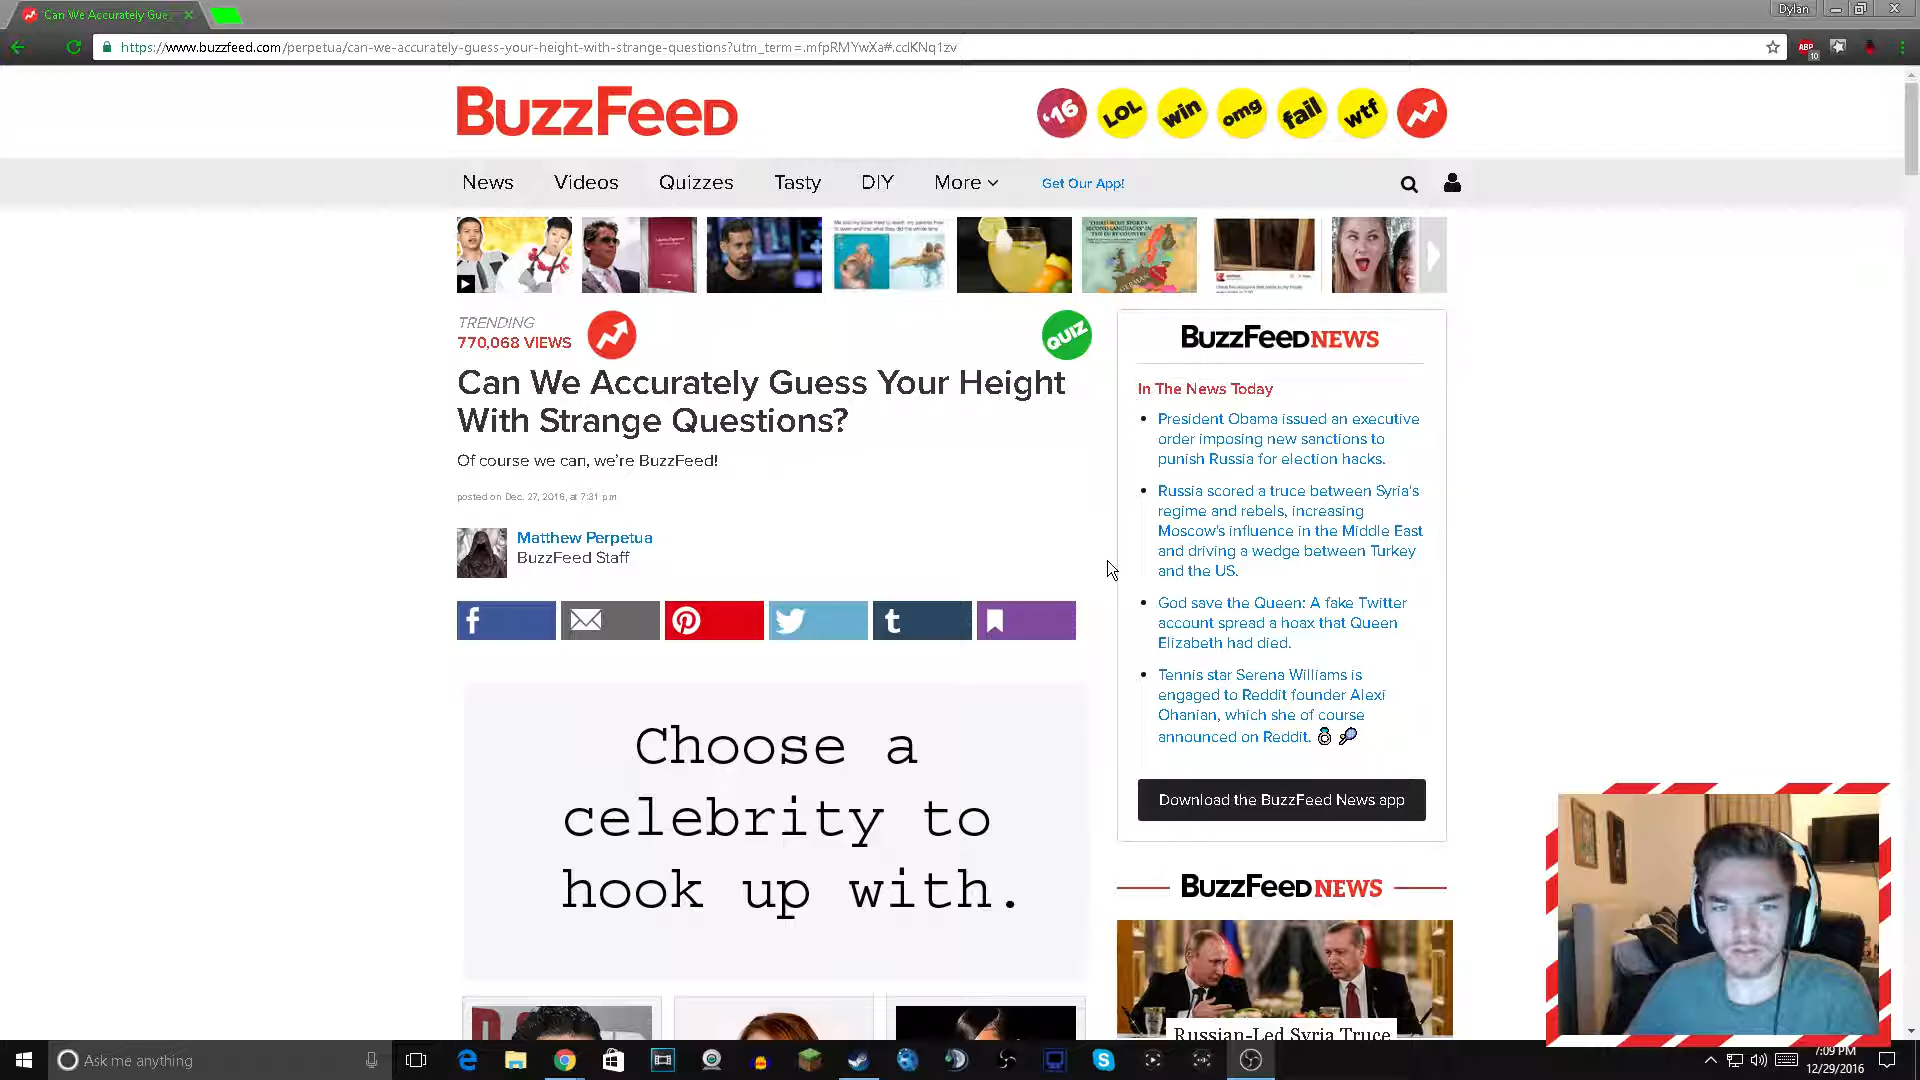 Can We Accurately Gue
Dylan
https://www.buzzfeed.com/perpetua/can-we-accurately-guess-your-height-with-strange-questions?utm_term=.mfpRMYwXa#.cclKNq1zv
ABP
10
BuzzFeed
'16
LOL
win
omg
fail
wtf
News
Videos
Quizzes
Tasty
DIY
More
Get Our App!
TRENDING
770,068 VIEWS
QUIZ
Can We Accurately Guess Your Height
With Strange Questions?
Of course we can, we're BuzzFeed!
posted on Dec. 27, 2016, at 7:31 p.m
Matthew Perpetua
BuzzFeed Staff
Choose a
celebrity to
hook up with.
BuzzFeed NEWS
In The News Today
President Obama issued an executive
order imposing new sanctions to
punish Russia for election hacks.
Russia scored a truce between Syria's
regime and rebels, increasing
Moscow's influence in the Middle East
and driving a wedge between Turkey
and the US.
God save the Queen: A fake Twitter
account spread a hoax that Queen
Elizabeth had died.
Tennis star Serena Williams is
engaged to Reddit founder Alexi
Ohanian, which she of course
announced on Reddit.
Download the BuzzFeed News app
BuzzFeed NEWS
Russian-Led Syria Truce
Ask me anything
7:09 PM
12/29/2016